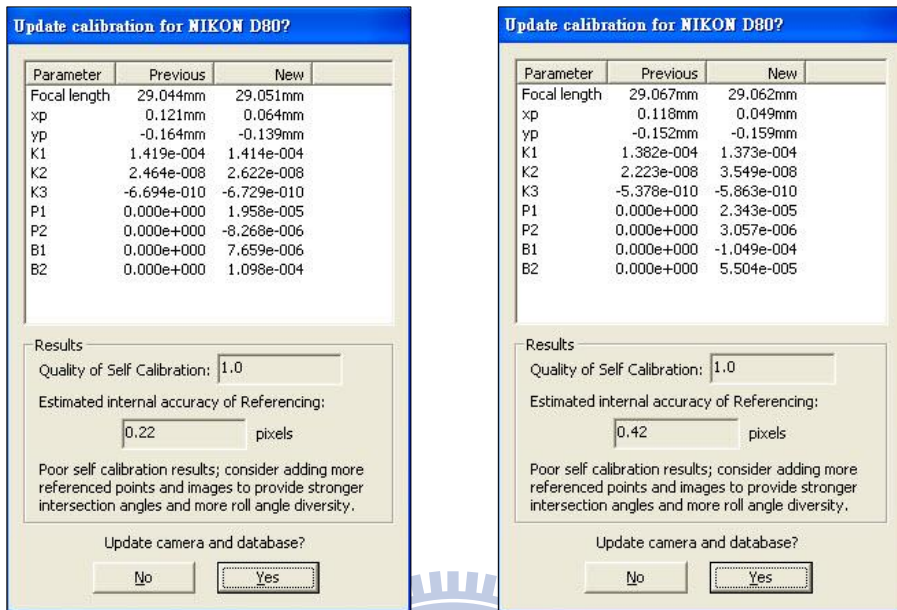 Update calibration for NIKON D80?
Parameter Previous New
Focal length 29.044mm 29.051mm
xp 0.121mm 0.064mm
yp -0.164mm -0.139mm
K1 1.419e-004 1.414e-004
K2 2.464e-008 2.622e-008
K3 -6.694e-010 -6.729e-010
P1 0.000e+000 1.958e-005
P2 0.000e+000 -8.268e-006
B1 0.000e+000 7.659e-006
B2 0.000e+000 1.098e-004
Results
Quality of Self Calibration: 1.0
Estimated internal accuracy of Referencing:
0.22 pixels
Poor self calibration results; consider adding more
referenced points and images to provide stronger
intersection angles and more roll angle diversity.
Update camera and database?
No Yes
Update calibration for NIKON D80?
Parameter Previous New
Focal length 29.067mm 29.062mm
xp 0.118mm 0.049mm
yp -0.152mm -0.159mm
K1 1.382e-004 1.373e-004
K2 2.223e-008 3.549e-008
K3 -5.378e-010 -5.863e-010
P1 0.000e+000 2.343e-005
P2 0.000e+000 3.057e-006
B1 0.000e+000 -1.049e-004
B2 0.000e+000 5.504e-005
Results
Quality of Self Calibration: 1.0
Estimated internal accuracy of Referencing:
0.42 pixels
Poor self calibration results; consider adding more
referenced points and images to provide stronger
intersection angles and more roll angle diversity.
Update camera and database?
No Yes